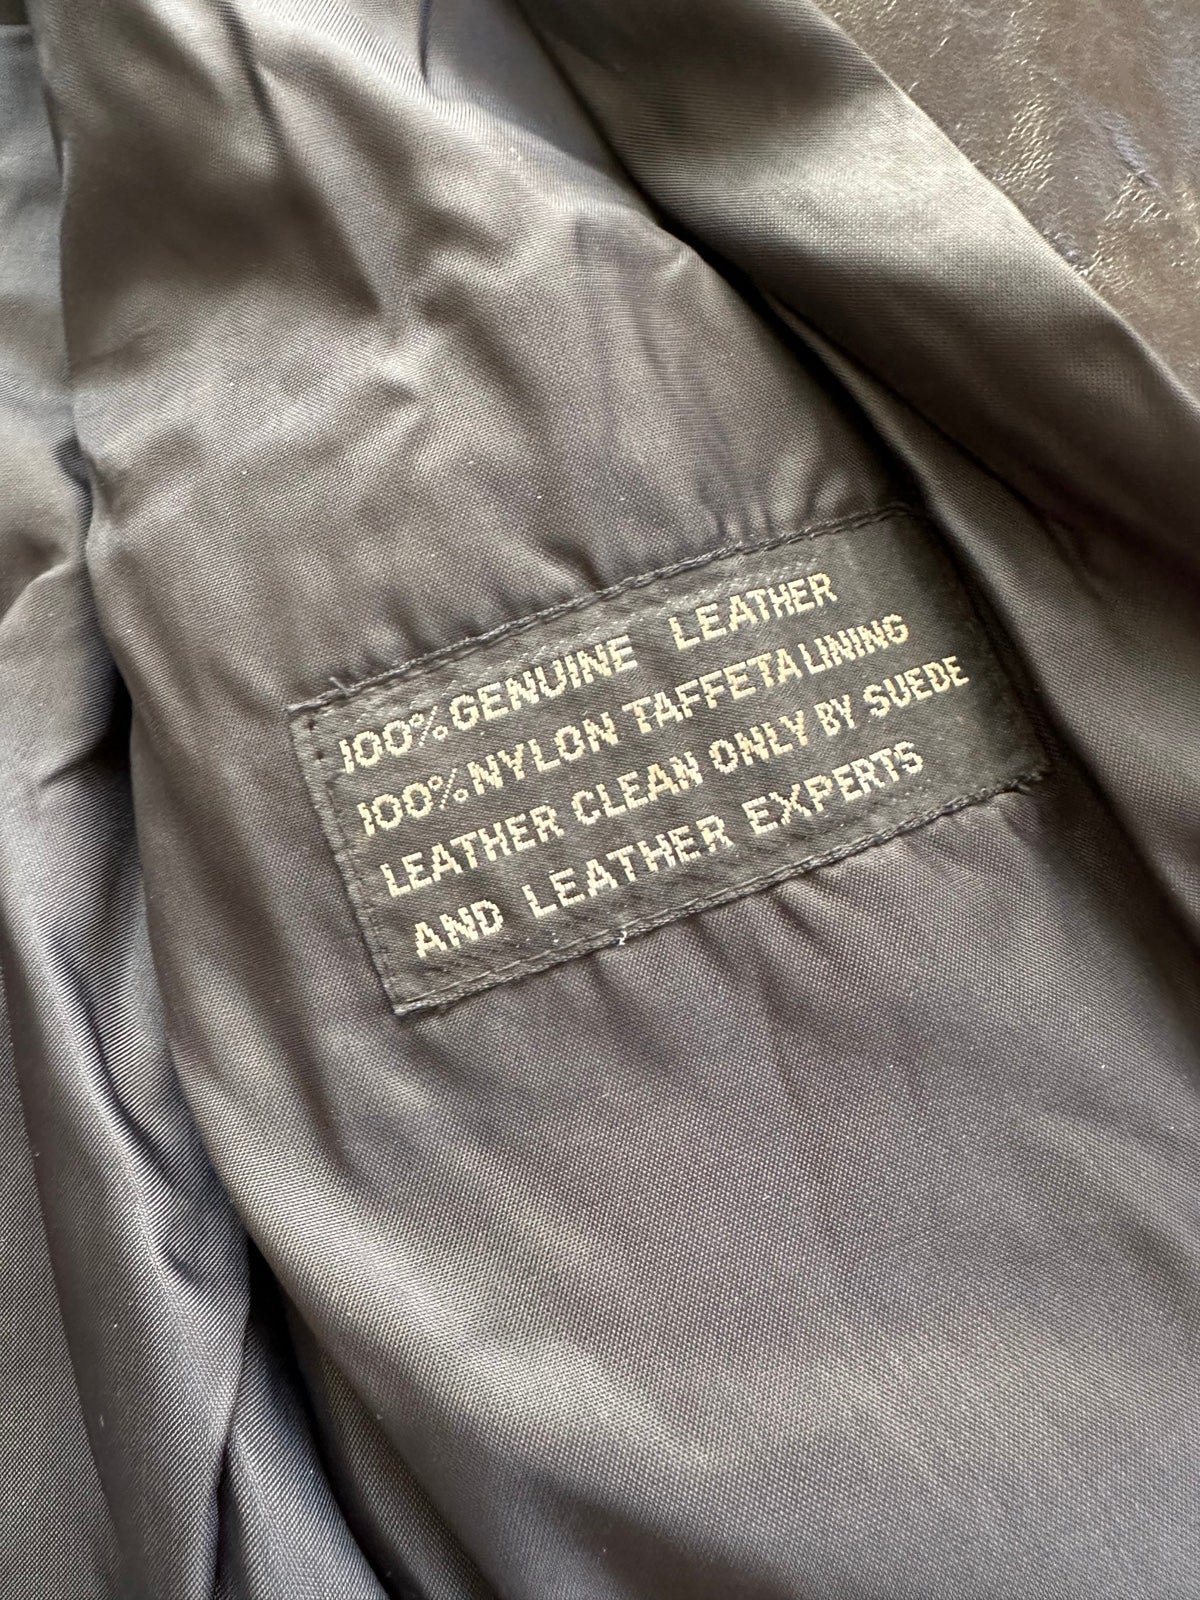 100% GENUINE LEATHER
100% NYLON TAFFETA LINING
LEATHER CLEAN ONLY BY SUEDE
AND LEATHER EXPERTS